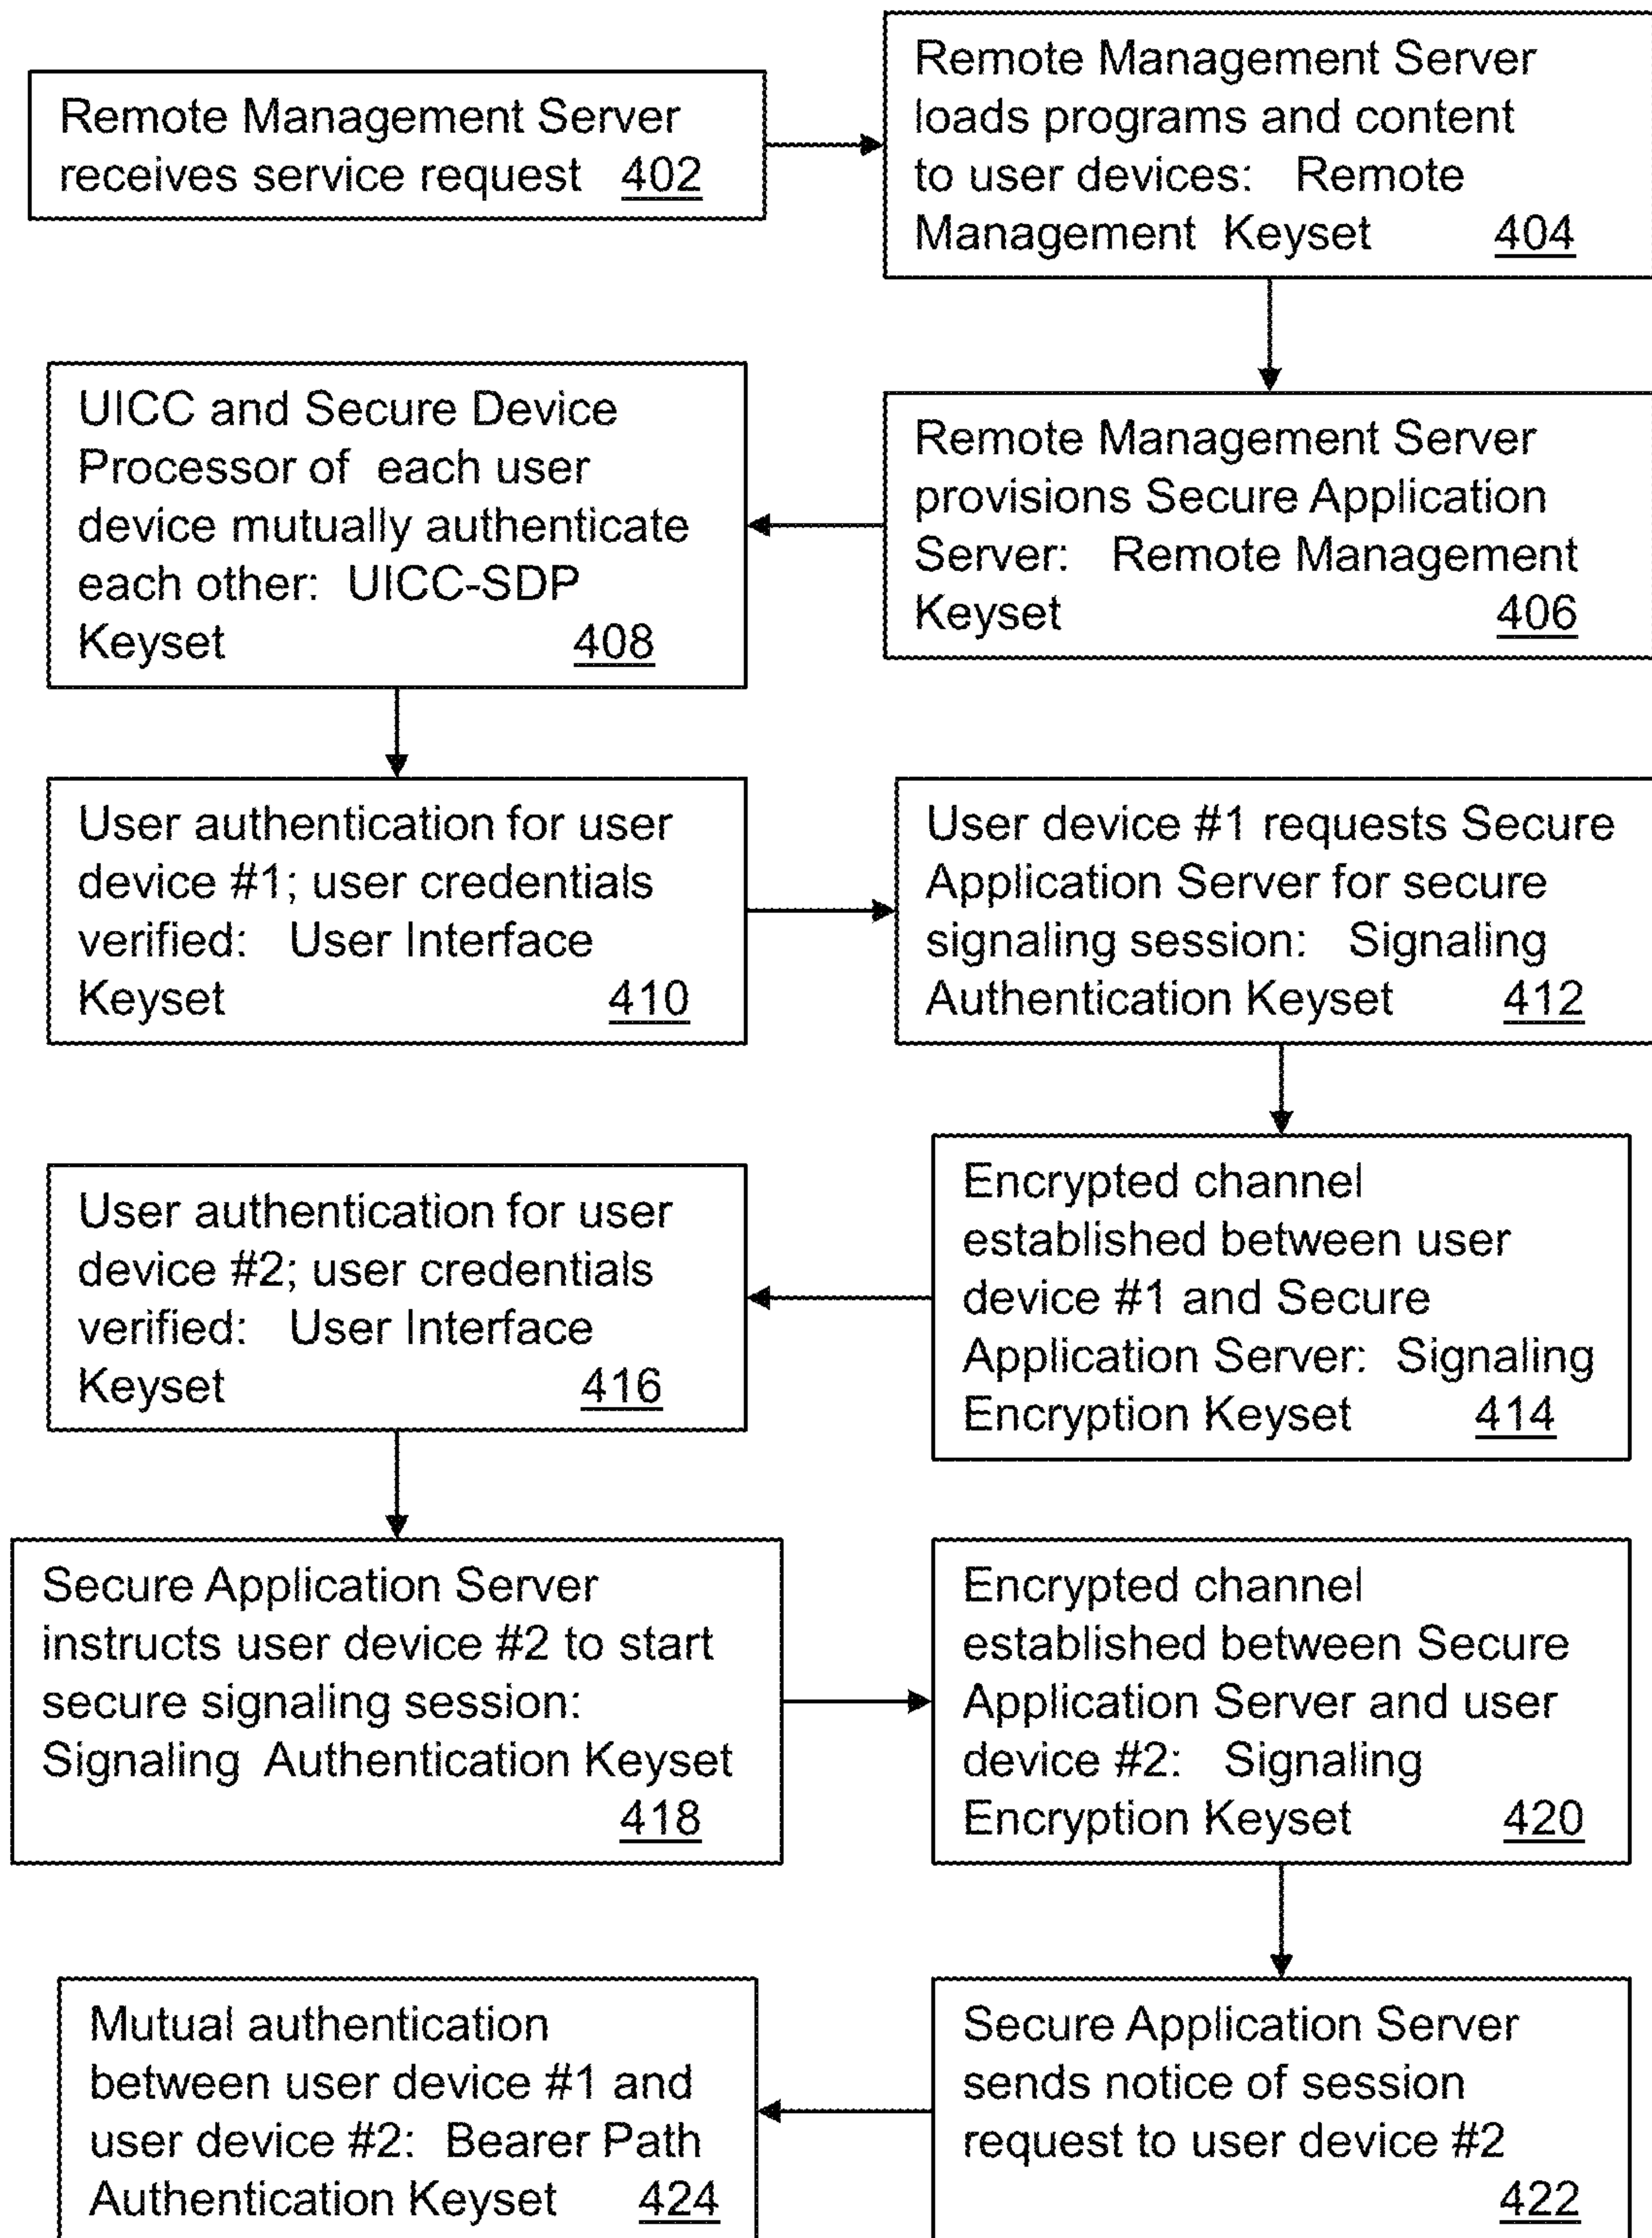 Remote Management Server
receives service request 402
Remote Management Server
loads programs and content
to user devices: Remote
Management Keyset 404
Remote Management Server
provisions Secure Application
Server: Remote Management
Keyset 406
UICC and Secure Device
Processor of each user
device mutually authenticate
each other: UICC-SDP
Keyset 408
User authentication for user
device #1; user credentials
verified: User Interface
Keyset 410
User device #1 requests Secure
Application Server for secure
signaling session: Signaling
Authentication Keyset 412
Encrypted channel
established between user
device #1 and Secure
Application Server: Signaling
Encryption Keyset 414
User authentication for user
device #2; user credentials
verified: User Interface
Keyset 416
Secure Application Server
instructs user device #2 to start
secure signaling session:
Signaling Authentication Keyset
418
Encrypted channel
established between Secure
Application Server and user
device #2: Signaling
Encryption Keyset 420
Secure Application Server
sends notice of session
request to user device #2
422
Mutual authentication
between user device #1 and
user device #2: Bearer Path
Authentication Keyset 424